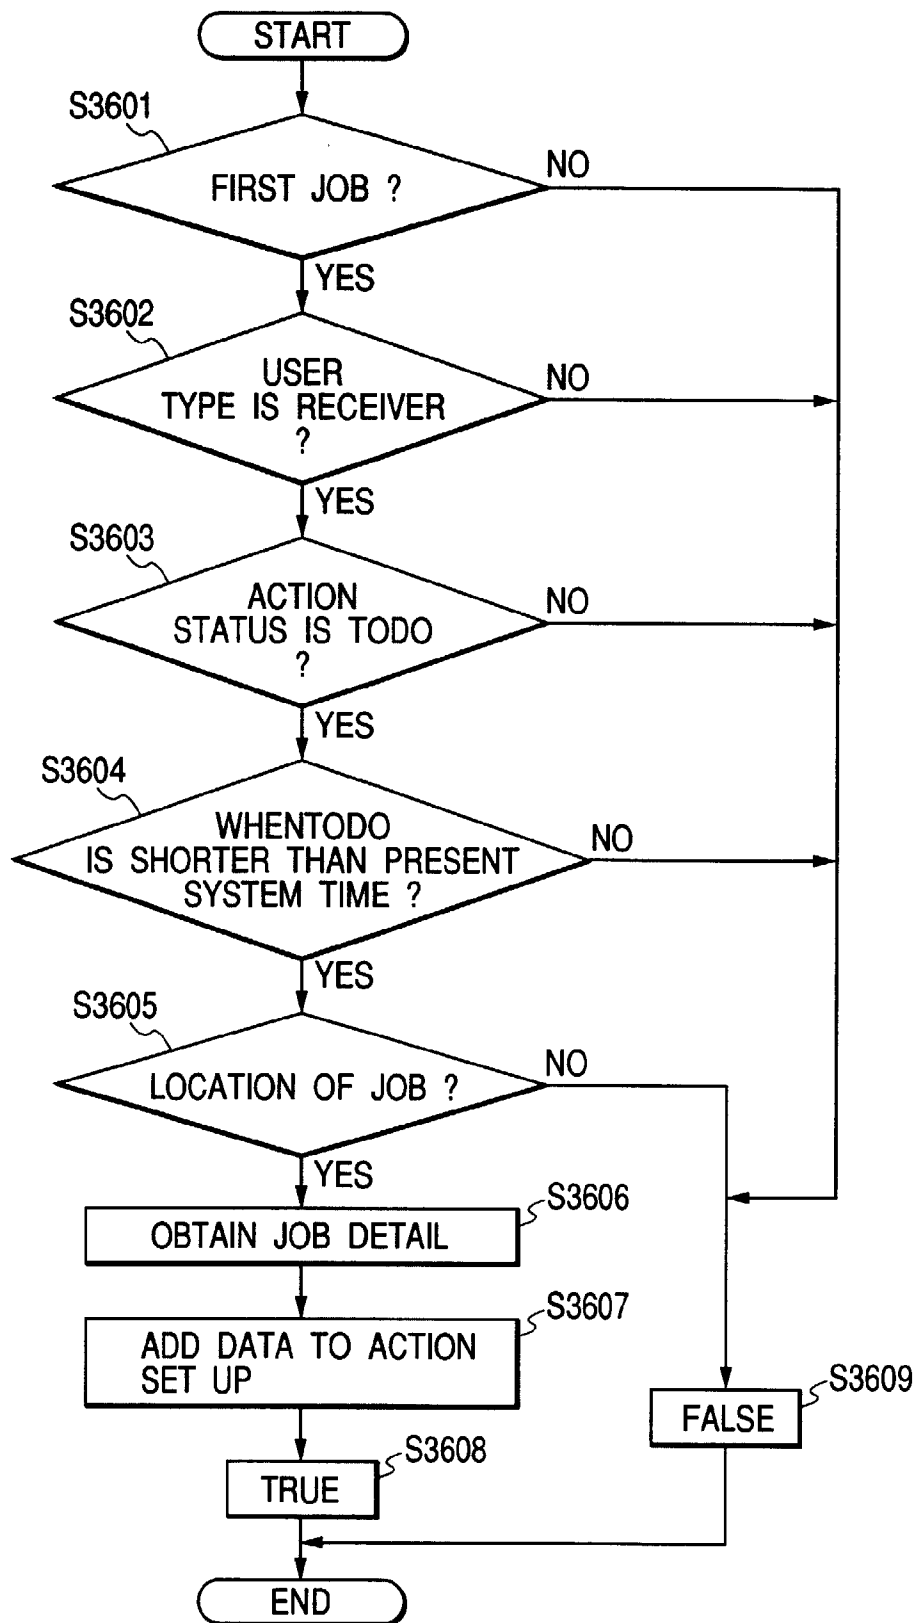 START
S3601
FIRST JOB ?
NO
YES
S3602
USER
TYPE IS RECEIVER
?
NO
YES
S3603
ACTION
STATUS IS TODO
?
NO
YES
S3604
WHENTODO
IS SHORTER THAN PRESENT
SYSTEM TIME ?
NO
YES
S3605
LOCATION OF JOB ?
NO
YES
S3606
OBTAIN JOB DETAIL
S3607
ADD DATA TO ACTION
SET UP
S3609
FALSE
S3608
TRUE
END